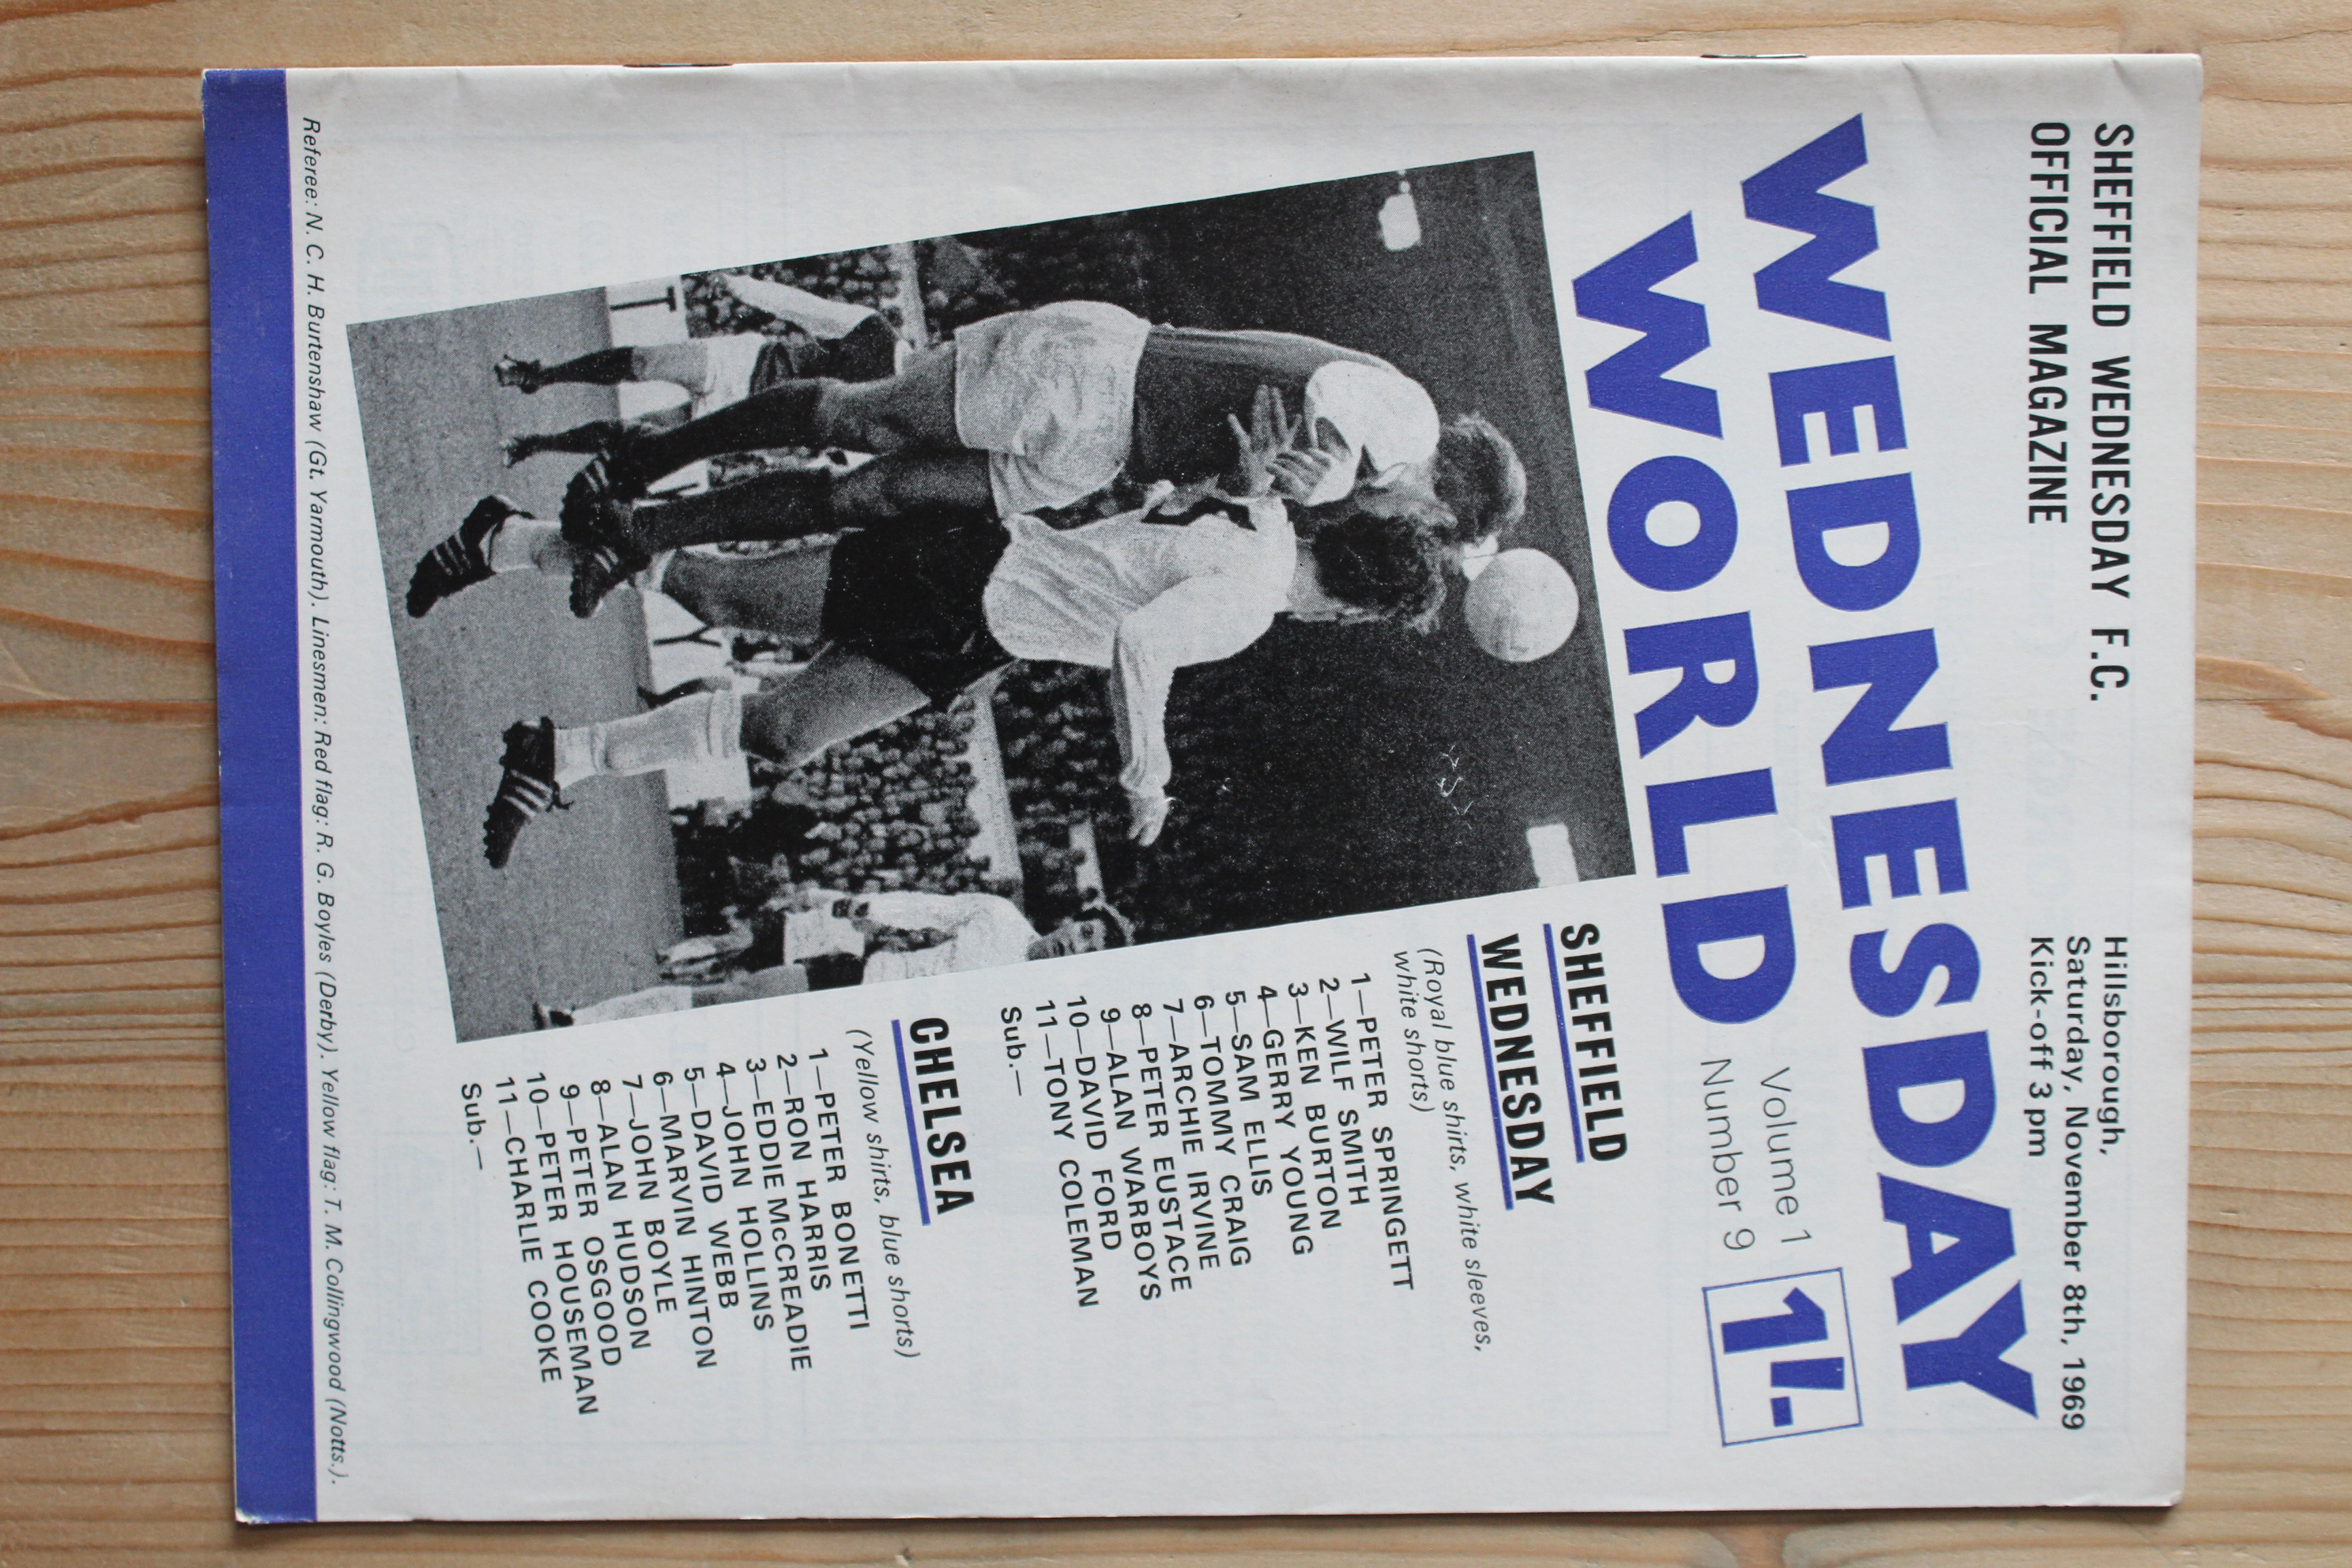 SHEFFIELD WEDNESDAY F.C.
OFFICIAL MAGAZINE
Hillsborough,
Saturday, November 8th, 1969
Kick-off 3 pm
WEDNESDAY
WORLD
Volume 1
Number 9
1/-
SHEFFIELD
WEDNESDAY
(Royal blue shirts, white sleeves,
white shorts)
1—PETER SPRINGETT
2—WILF SMITH
3—KEN BURTON
4—GERRY YOUNG
5—SAM ELLIS
6—TOMMY CRAIG
7—ARCHIE IRVINE
8—PETER EUSTACE
9—ALAN WARBOYS
10—DAVID FORD
11—TONY COLEMAN
Sub.—
CHELSEA
(Yellow shirts, blue shorts)
1—PETER BONETTI
2—RON HARRIS
3—EDDIE McCREADIE
4—JOHN HOLLINS
5—DAVID WEBB
6—MARVIN HINTON
7—JOHN BOYLE
8—ALAN HUDSON
9—PETER OSGOOD
10—PETER HOUSEMAN
11—CHARLIE COOKE
Sub.—
Referee: N. C. H. Burtenshaw (Gt. Yarmouth). Linesmen: Red flag: R. G. Boyles (Derby). Yellow flag: T. M. Collingwood (Notts.).